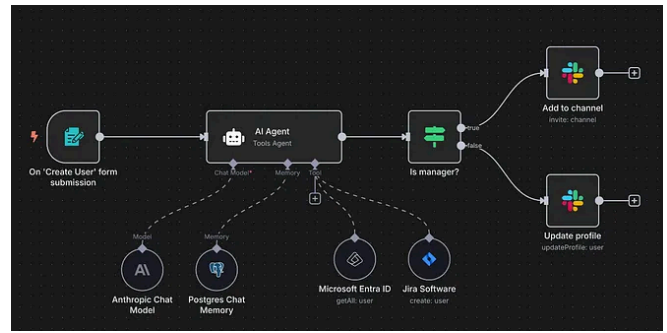 Add to channel
invite: channel
true
false
AI Agent
Tools Agent
On 'Create User' form
submission
Chat Model*
Memory
Tool
Is manager?
Update profile
updateProfile: user
Model
Memory
Anthropic Chat
Model
Postgres Chat
Memory
Microsoft Entra ID
getAll: user
Jira Software
create: user